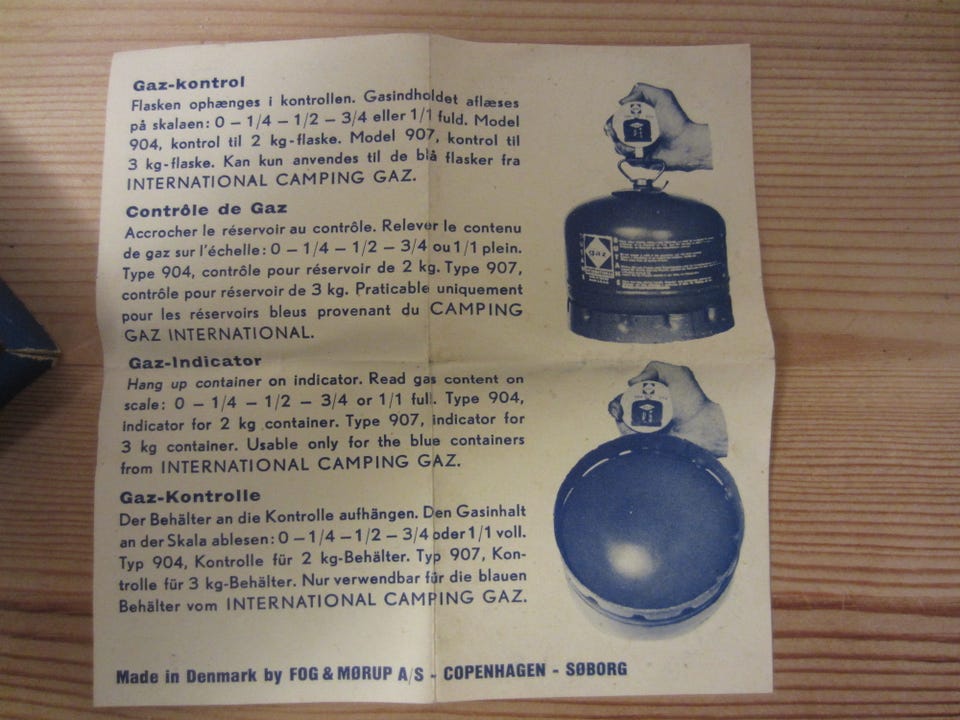 Gaz-kontrol
Flasken ophænges i kontrollen. Gasindholdet aflæses
på skalaen: 0 – 1/4 – 1/2 – 3/4 eller 1/1 fuld. Model
904, kontrol til 2 kg-flaske. Model 907, kontrol til
3 kg-flaske. Kan kun anvendes til de blå flasker fra
INTERNATIONAL CAMPING GAZ.
Contrôle de Gaz
Accrocher le réservoir au contrôle. Relever le contenu
de gaz sur l'échelle: 0 – 1/4 – 1/2 – 3/4 ou 1/1 plein.
Type 904, contrôle pour réservoir de 2 kg. Type 907,
contrôle pour réservoir de 3 kg. Praticable uniquement
pour les réservoirs bleus provenant du CAMPING
GAZ INTERNATIONAL.
Gaz-Indicator
Hang up container on indicator. Read gas content on
scale: 0 – 1/4 – 1/2 – 3/4 or 1/1 full. Type 904,
indicator for 2 kg container. Type 907, indicator for
3 kg container. Usable only for the blue containers
from INTERNATIONAL CAMPING GAZ.
Gaz-Kontrolle
Der Behälter an die Kontrolle aufhängen. Den Gasinhalt
an der Skala ablesen: 0 – 1/4 – 1/2 – 3/4 oder 1/1 voll.
Typ 904, Kontrolle für 2 kg-Behälter. Typ 907, Kon-
trolle für 3 kg-Behälter. Nur verwendbar für die blauen
Behälter vom INTERNATIONAL CAMPING GAZ.
Made in Denmark by FOG & MØRUP A/S - COPENHAGEN - SØBORG
gaz
BUTANE